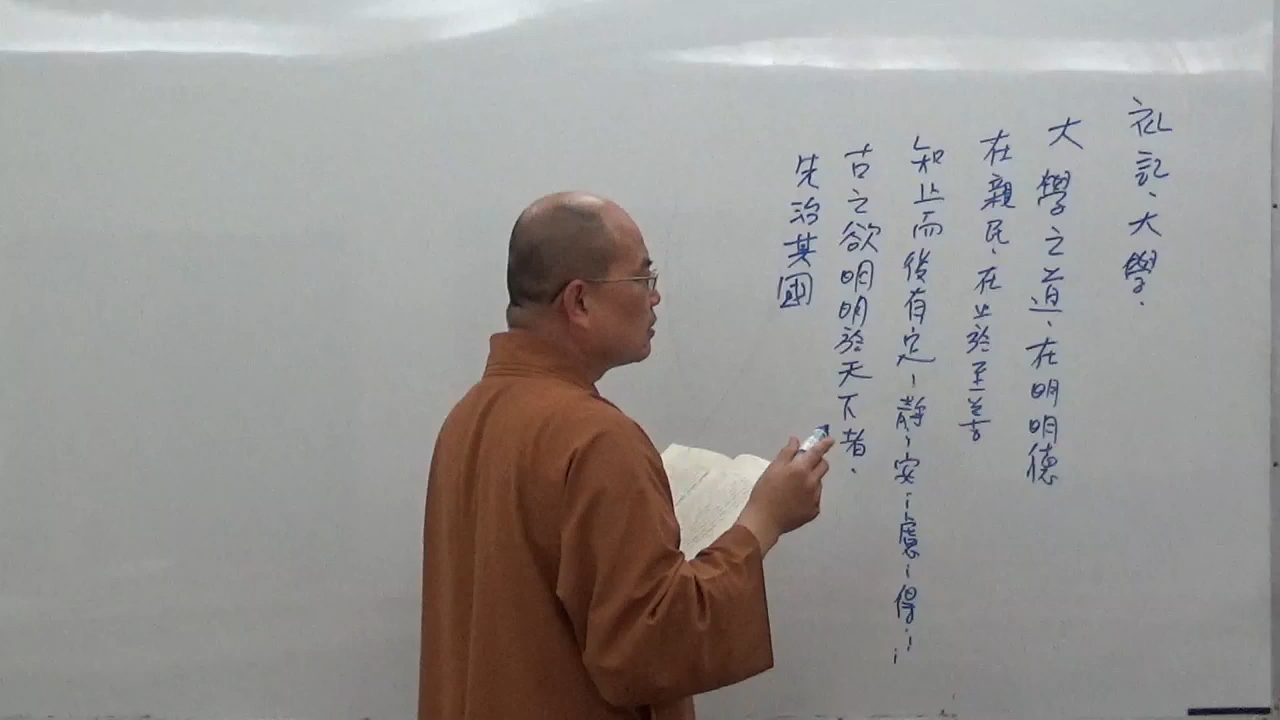 礼記、大學.
大學之道、在明明德
在親民、在止於至善
知止而後有定-靜-安-慮-得
古之欲明明於天下者、
先治其國